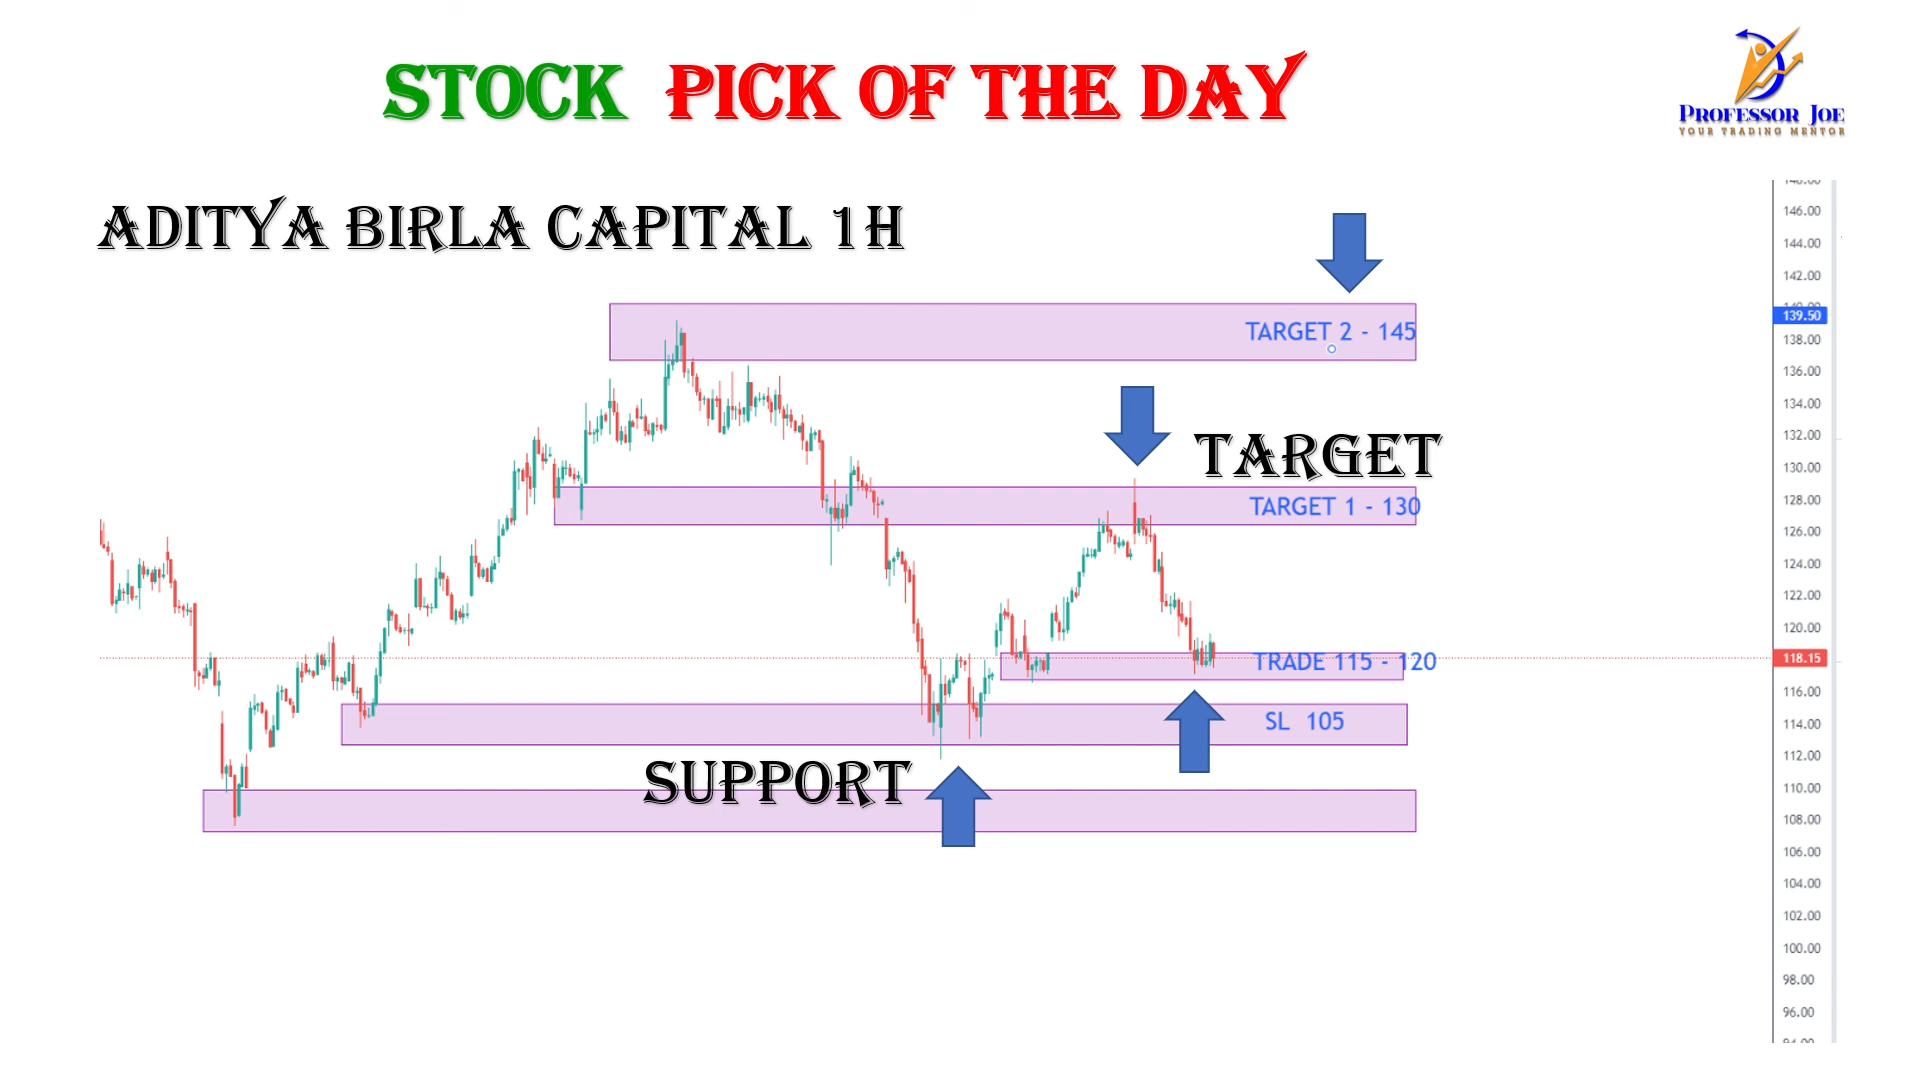 STOCK PICK OF THE DAY
PROFESSOR JOE
YOUR TRADING MENTOR
ADITYA BIRLA CAPITAL 1H
146.00
144.00
142.00
139.50
138.00
TARGET 2 - 145
136.00
134.00
132.00
TARGET
130.00
128.00
TARGET 1 - 130
126.00
124.00
122.00
120.00
TRADE 115 - 120
118.15
116.00
SL 105
114.00
112.00
SUPPORT
110.00
108.00
106.00
104.00
102.00
100.00
98.00
96.00